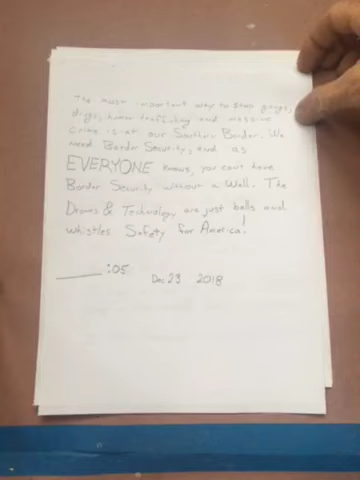 The most important way to stop gangs,
drugs, human trafficking and massive
crime is at our Southern Border. We
need Border Security, and as
EVERYONE knows, you can't have
Border Security without a Wall. The
Drones & Technology are just bells and
whistles Safety for America!
:05
Dec 23 2018